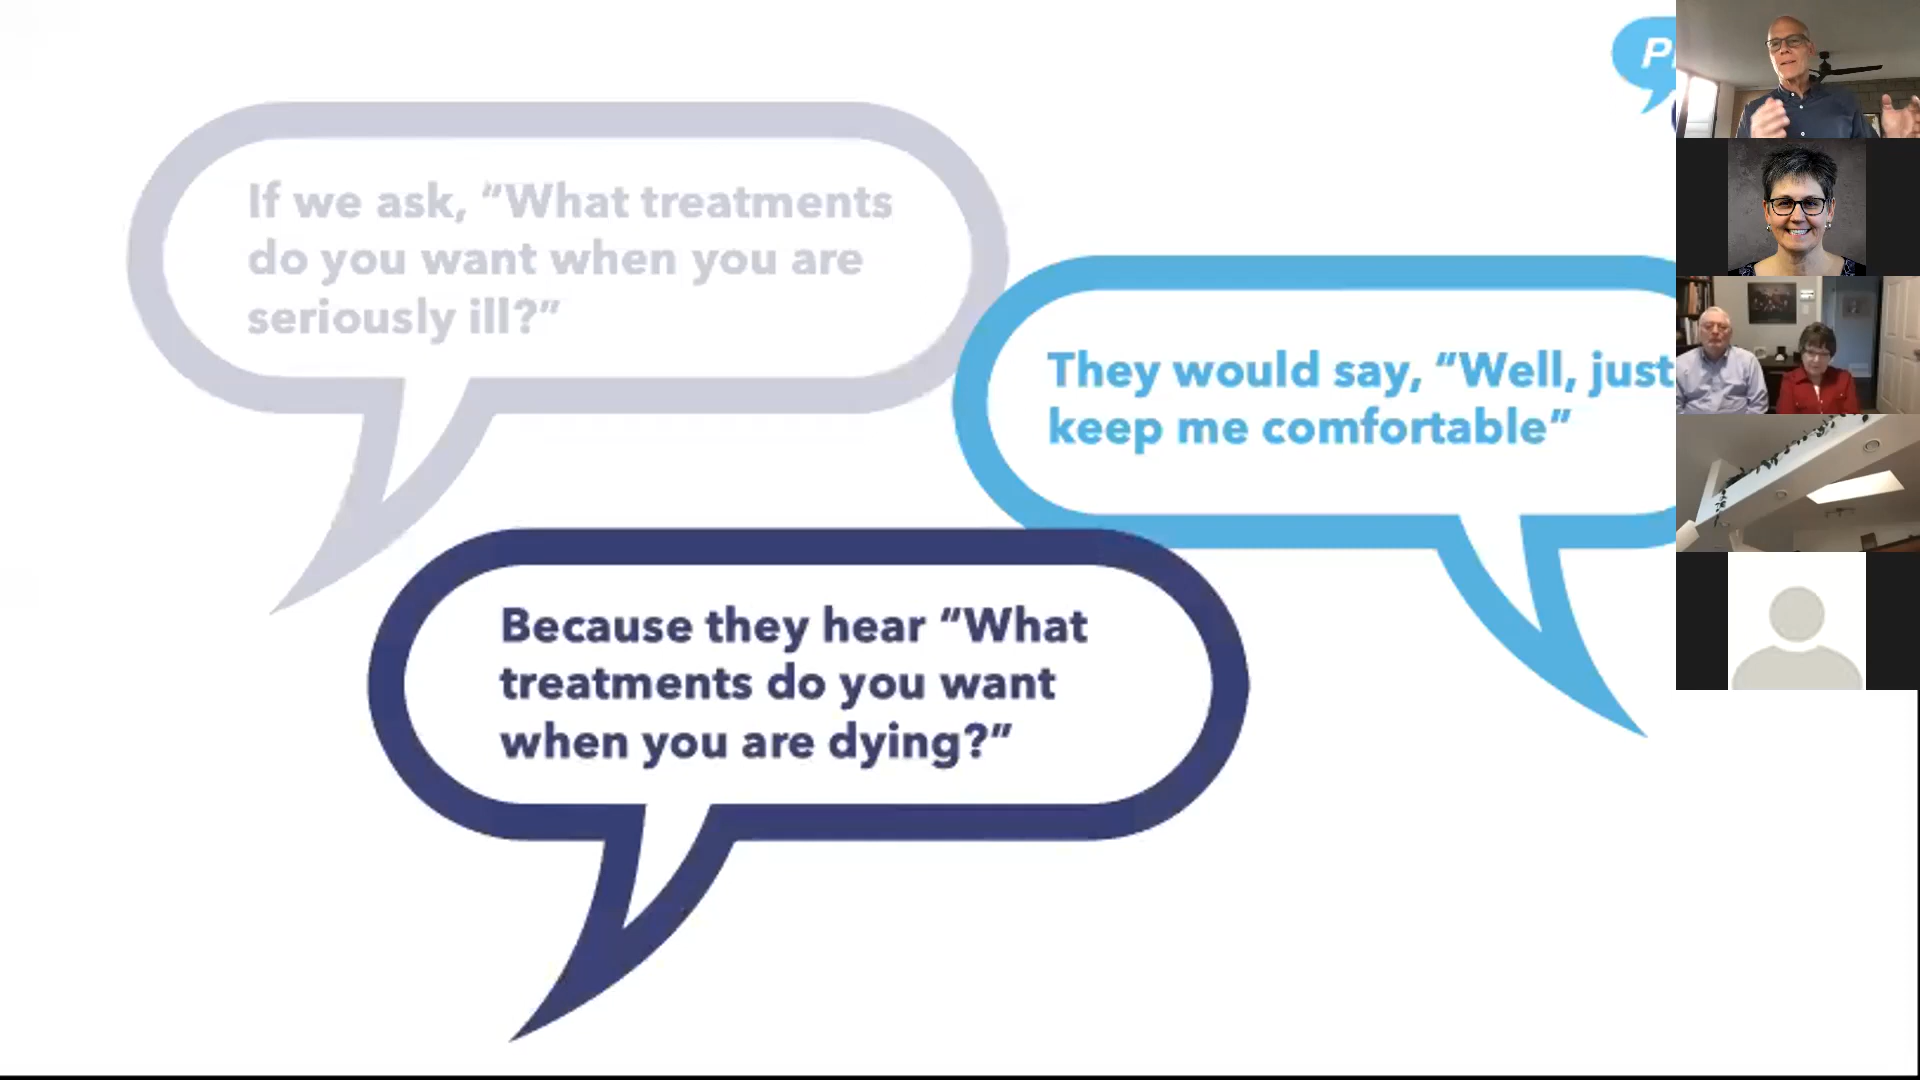 If we ask, “What treatments
do you want when you are
seriously ill?”
They would say, “Well, just
keep me comfortable”
Because they hear “What
treatments do you want
when you are dying?”